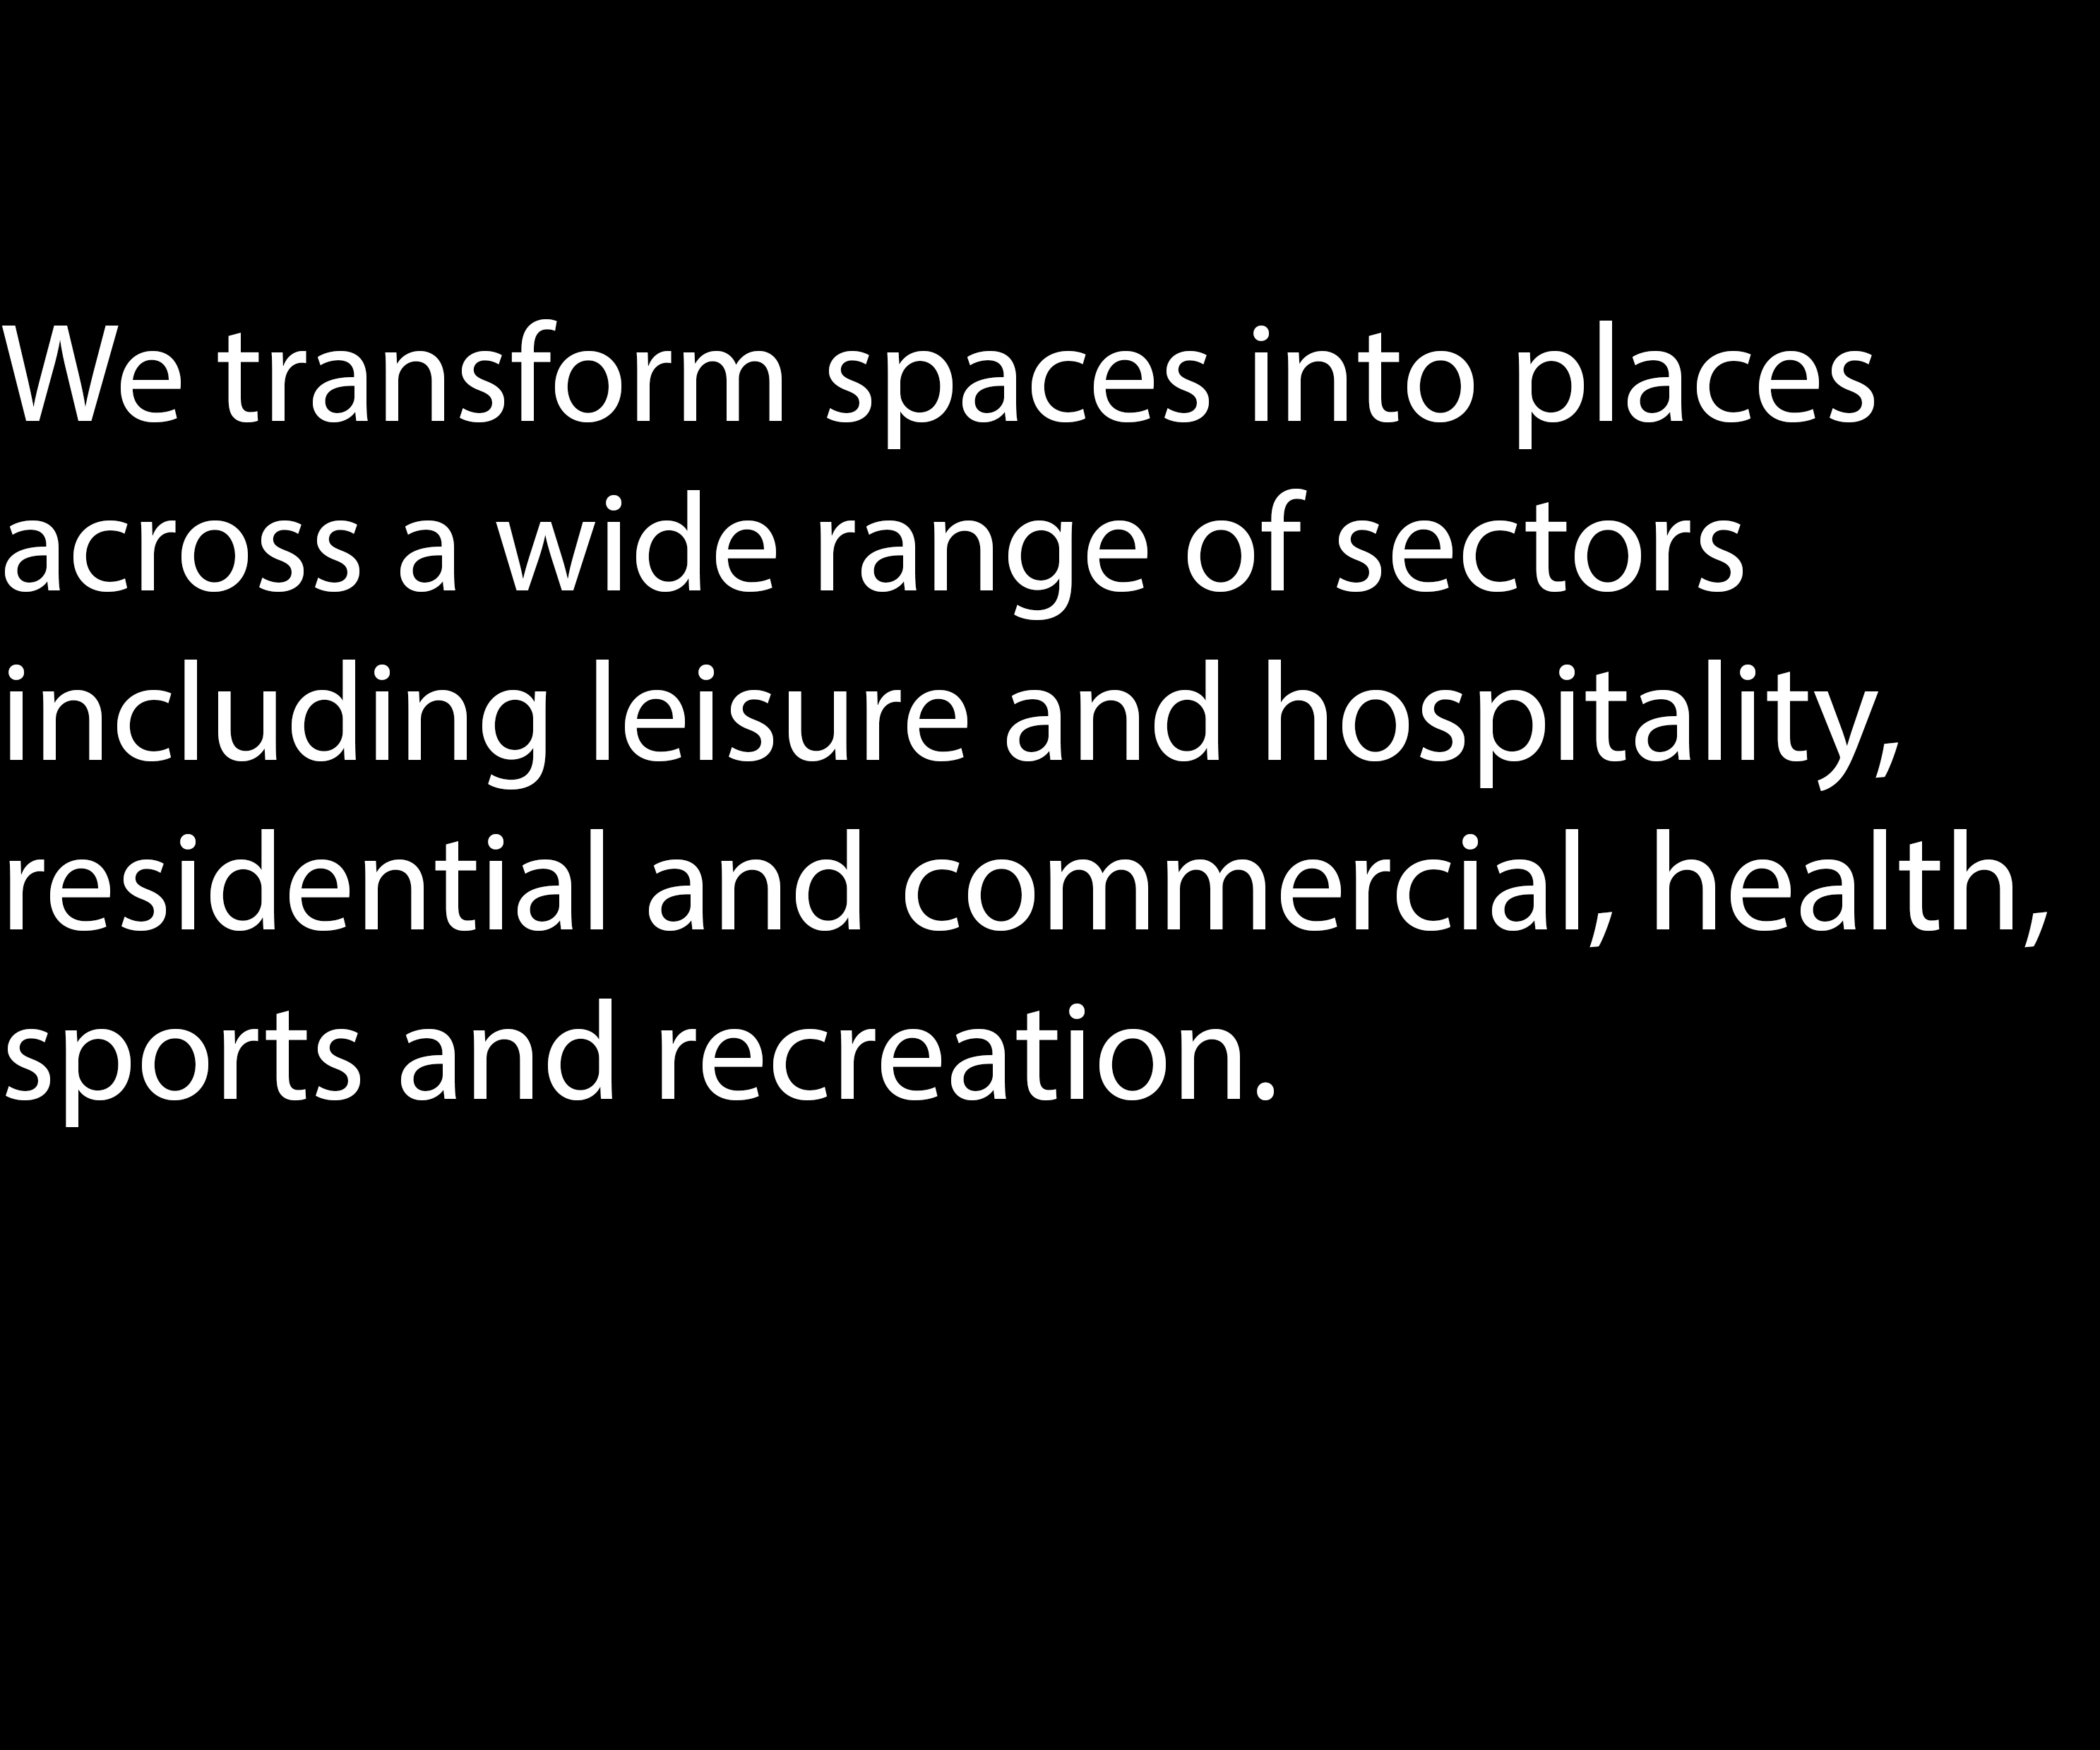 We transform spaces into places
across a wide range of sectors
including leisure and hospitality,
residential and commercial, health,
sports and recreation.